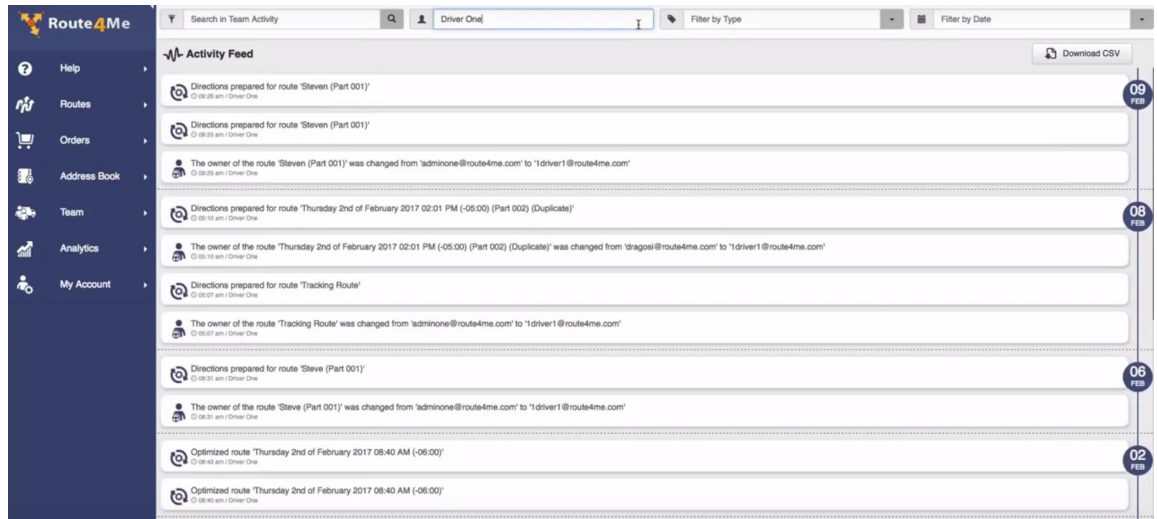 Route4Me
Search in Team Activity
Driver One
Filter by Type
Filter by Date
Help
Routes
Orders
Address Book
Team
Analytics
My Account
Activity Feed
Download CSV
09
FEB
Directions prepared for route 'Steven (Part 001)'
09:26 am / Driver One
Directions prepared for route 'Steven (Part 001)'
09:25 am / Driver One
The owner of the route 'Steven (Part 001)' was changed from 'adminone@route4me.com' to '1driver1@route4me.com'
09:25 am / Driver One
08
FEB
Directions prepared for route 'Thursday 2nd of February 2017 02:01 PM (-05:00) (Part 002) (Duplicate)'
05:10 am / Driver One
The owner of the route 'Thursday 2nd of February 2017 02:01 PM (-05:00) (Part 002) (Duplicate)' was changed from 'dragosi@route4me.com' to '1driver1@route4me.com'
05:10 am / Driver One
Directions prepared for route 'Tracking Route'
05:07 am / Driver One
The owner of the route 'Tracking Route' was changed from 'adminone@route4me.com' to '1driver1@route4me.com'
05:07 am / Driver One
06
FEB
Directions prepared for route 'Steve (Part 001)'
08:31 am / Driver One
The owner of the route 'Steve (Part 001)' was changed from 'adminone@route4me.com' to '1driver1@route4me.com'
08:31 am / Driver One
02
FEB
Optimized route 'Thursday 2nd of February 2017 08:40 AM (-06:00)'
08:43 am / Driver One
Optimized route 'Thursday 2nd of February 2017 08:40 AM (-06:00)'
08:40 am / Driver One